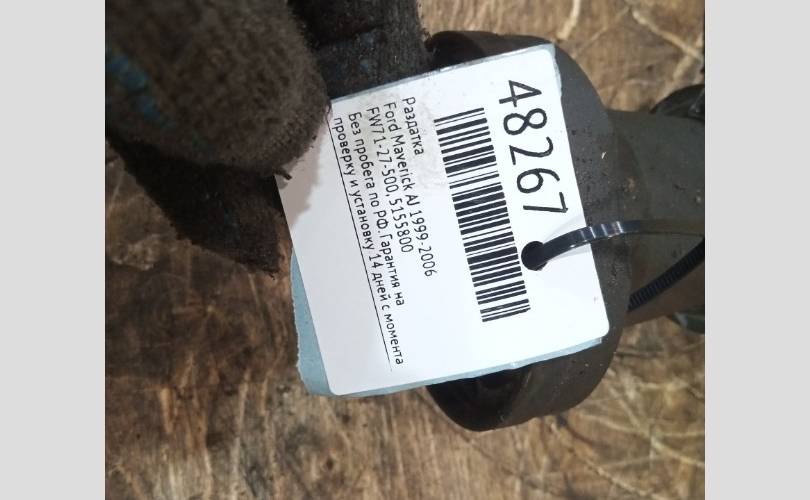 48267
Раздатка
Ford Maverick AJ 1999-2006
FW71-27-500, 5155800
Без пробега по РФ. Гарантия на
проверку и установку 14 дней с момента